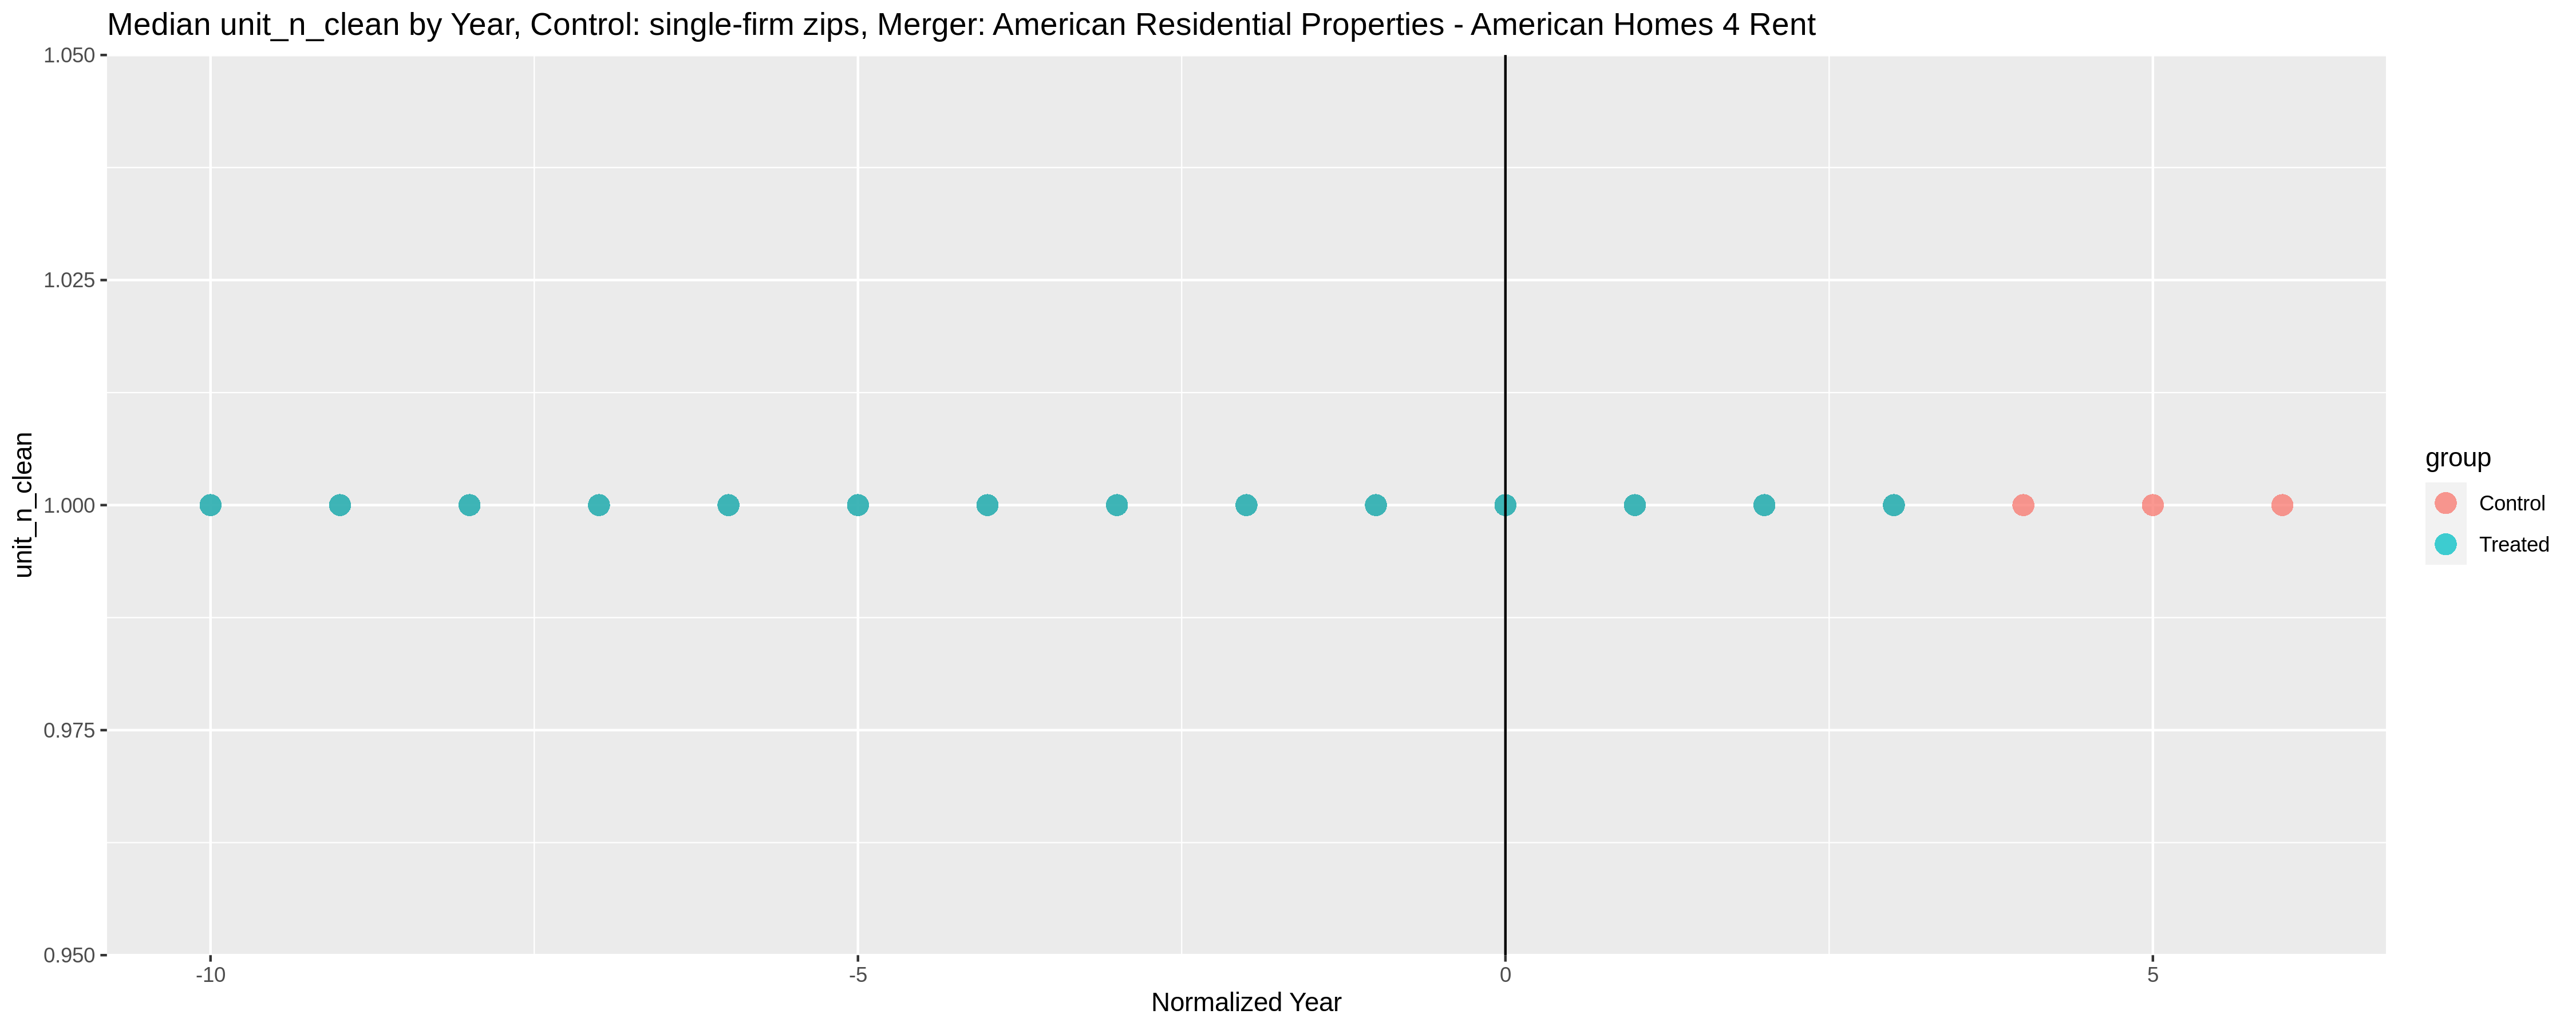 Median unit_n_clean by Year, Control: single-firm zips, Merger: American Residential Properties - American Homes 4 Rent
1.050
1.025
1.000
0.975
0.950
unit_n_clean
-10
-5
0
5
Normalized Year
group
Control
Treated